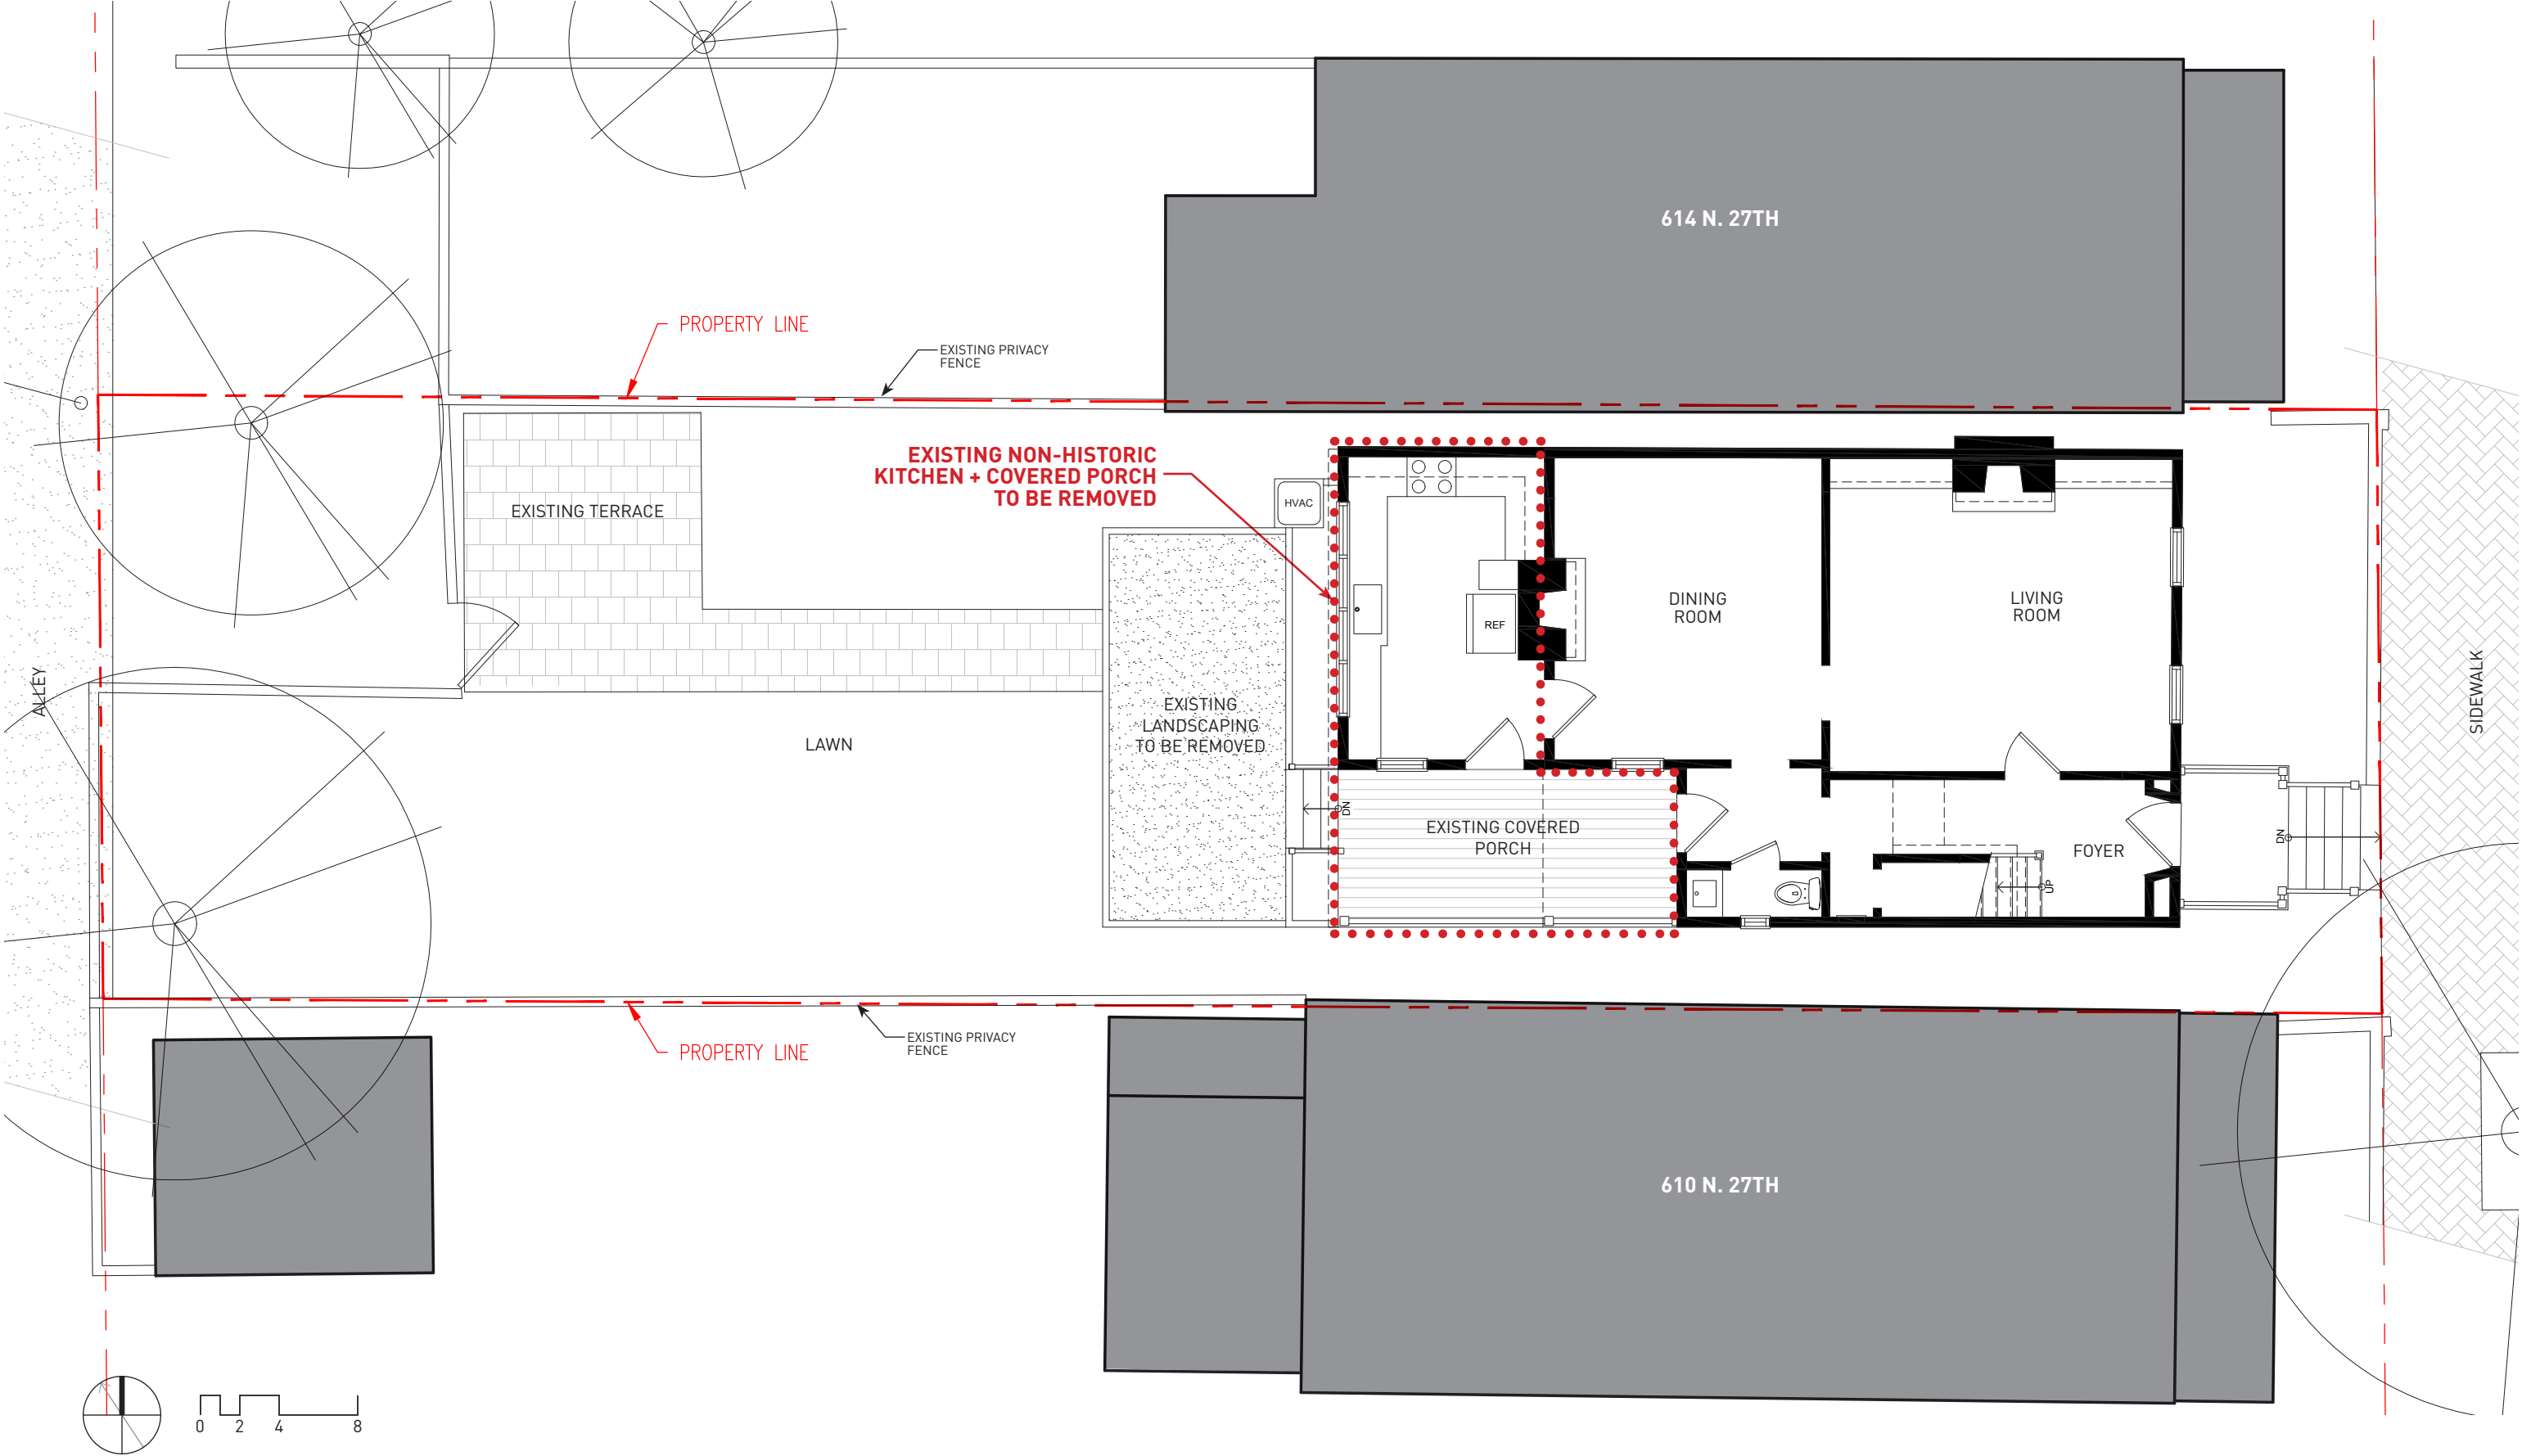 614 N. 27TH
PROPERTY LINE
EXISTING PRIVACY
FENCE
EXISTING NON-HISTORIC
KITCHEN + COVERED PORCH
TO BE REMOVED
HVAC
EXISTING TERRACE
REF
DINING
ROOM
LIVING
ROOM
ALLEY
SIDEWALK
EXISTING
LANDSCAPING
TO BE REMOVED
LAWN
DN
EXISTING COVERED
PORCH
FOYER
DN
UP
EXISTING PRIVACY
FENCE
PROPERTY LINE
610 N. 27TH
0 2 4 8